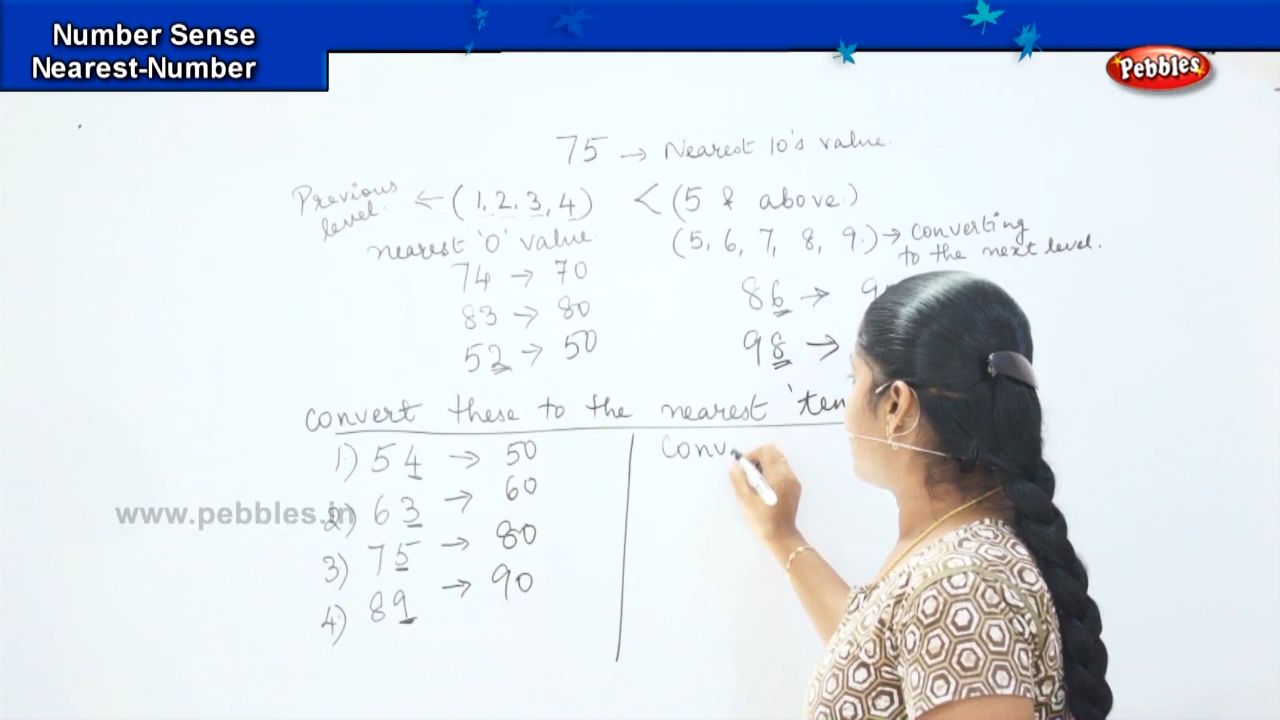 Number Sense
Nearest-Number
Pebbles
75 → Nearest 10's value.
Previous level. ← (1, 2, 3, 4) < (5 & above.)
nearest '0' value.
(5, 6, 7, 8, 9.) → converting to the next level.
74 → 70
83 → 80
52 → 50
86 → 9
98 →
convert these to the nearest 'ten
1) 54 → 50
2) 63 → 60
3) 75 → 80
4) 89 → 90
Conv
www.pebbles.in